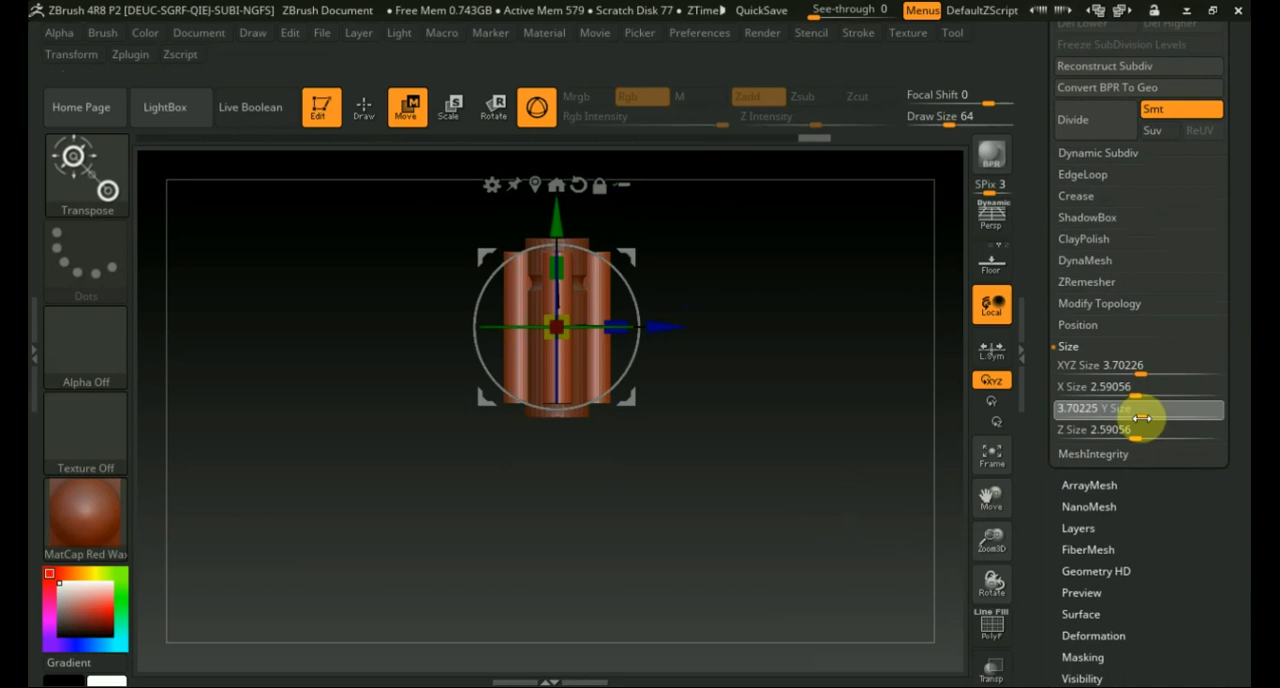 ZBrush 4R8 P2 [DEUC-SGRF-QIEJ-SUBI-NGFS] ZBrush Document • Free Mem 0.743GB • Active Mem 579 • Scratch Disk 77 • ZTime QuickSave See-through 0 Menus DefaultZScript
Alpha Brush Color Document Draw Edit File Layer Light Macro Marker Material Movie Picker Preferences Render Stencil Stroke Texture Tool
Transform Zplugin Zscript
Home Page LightBox Live Boolean Edit Draw Move Scale Rotate
Mrgb Rgb M Zadd Zsub Zcut
Rgb Intensity Z Intensity
Focal Shift 0
Draw Size 64
Transpose
Dots
Alpha Off
Texture Off
MatCap Red Wax
Gradient
BPR
SPix 3
Dynamic
Persp
Floor
Local
L.Sym
XYZ
Y
Z
Frame
Move
Zoom3D
Rotate
Line Fill
PolyF
Transp
Del Lower Del Higher
Freeze SubDivision Levels
Reconstruct Subdiv
Convert BPR To Geo
Divide Smt
Suv ReUV
Dynamic Subdiv
EdgeLoop
Crease
ShadowBox
ClayPolish
DynaMesh
ZRemesher
Modify Topology
Position
Size
XYZ Size 3.70226
X Size 2.59056
3.70225 Y Size
Z Size 2.59056
MeshIntegrity
ArrayMesh
NanoMesh
Layers
FiberMesh
Geometry HD
Preview
Surface
Deformation
Masking
Visibility